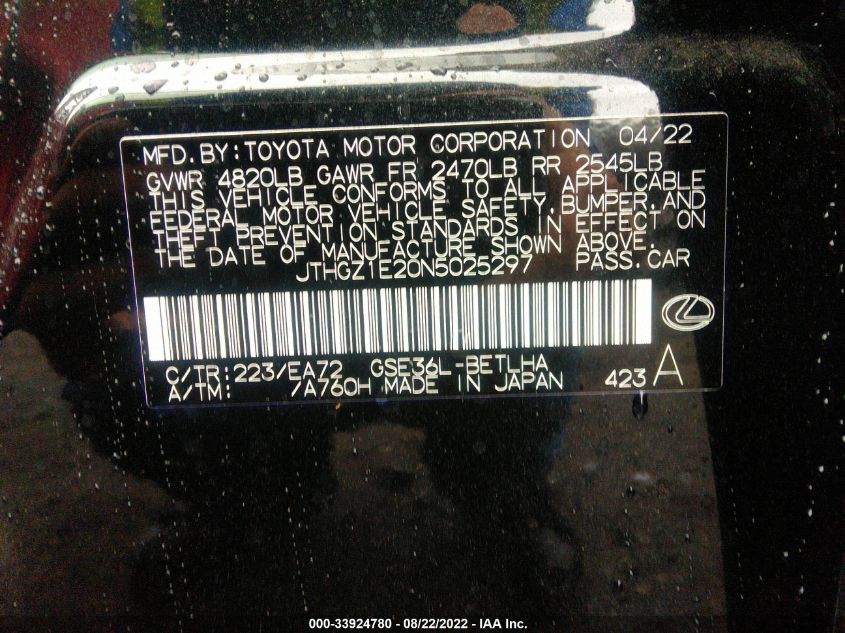 MFD.BY:TOYOTA MOTOR CORPORATION 04/22
GVWR 4820LB GAWR FR 2470LB RR 2545LB
THIS VEHICLE CONFORMS TO ALL APPLICABLE
FEDERAL MOTOR VEHICLE SAFETY,BUMPER,AND
THEFT PREVENTION STANDARDS IN EFFECT ON
THE DATE OF MANUFACTURE SHOWN ABOVE.
JTHGZ1E20N5025297 PASS.CAR
C/TR:223/EA72 GSE36L-BETLHA
A/TM: /A760H MADE IN JAPAN 423 A
000-33924780 - 08/22/2022 - IAA Inc.